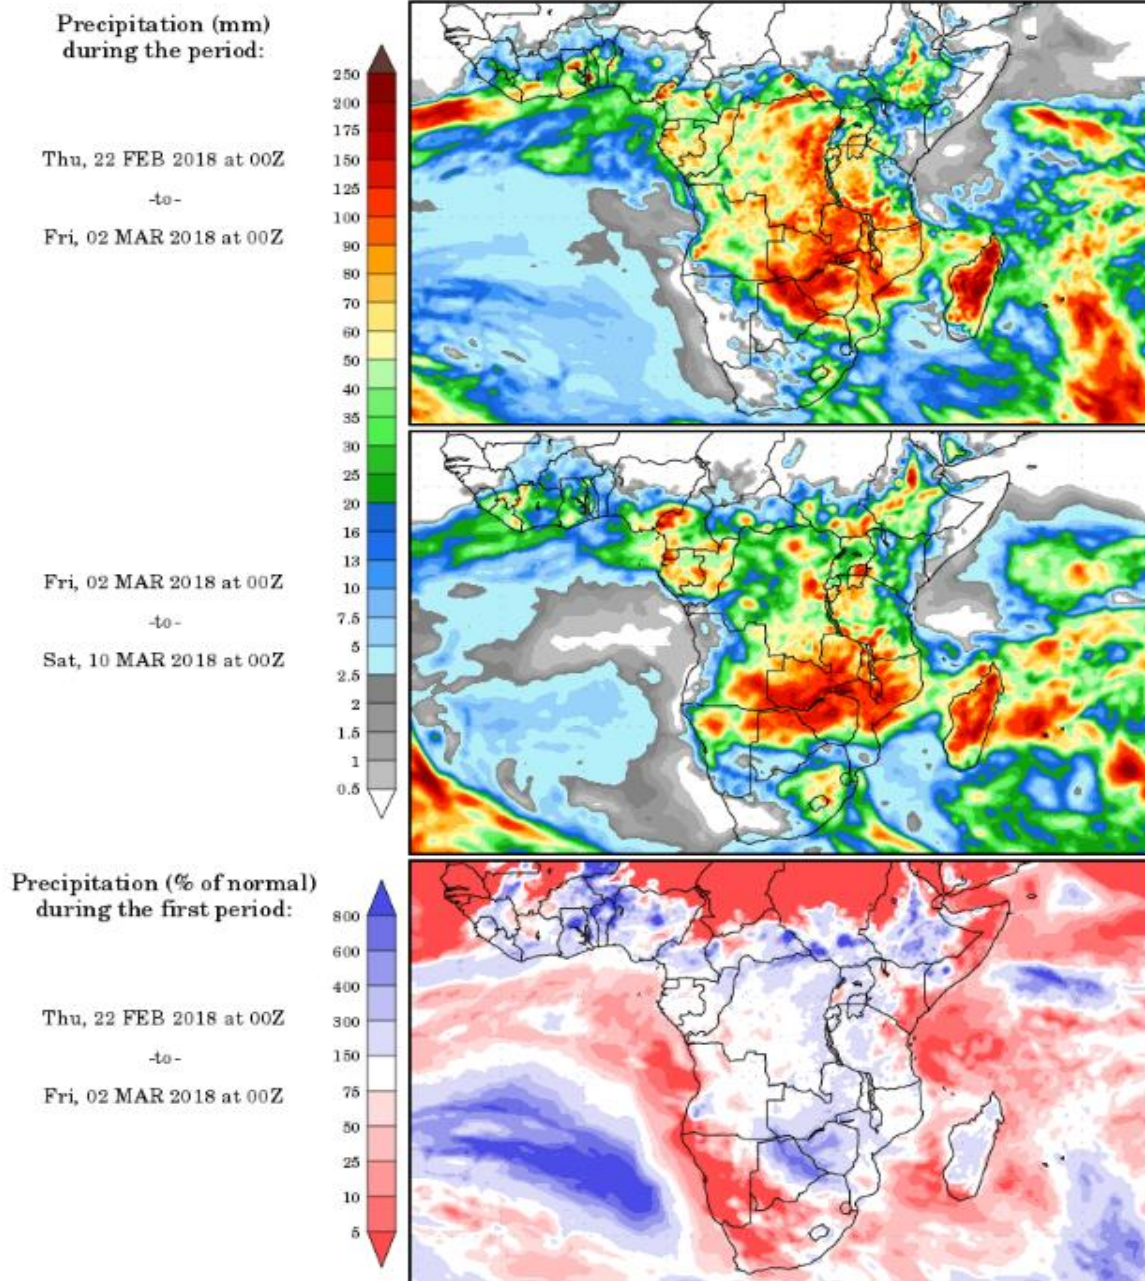 Precipitation (mm)
during the period:
Thu, 22 FEB 2018 at 00Z
-to-
Fri, 02 MAR 2018 at 00Z
250
200
175
150
125
100
90
80
70
60
50
40
35
30
25
20
16
13
10
7.5
5
2.5
2
1.5
1
0.5
Fri, 02 MAR 2018 at 00Z
-to-
Sat, 10 MAR 2018 at 00Z
Precipitation (% of normal)
during the first period:
Thu, 22 FEB 2018 at 00Z
-to-
Fri, 02 MAR 2018 at 00Z
800
600
400
300
150
75
50
25
10
5